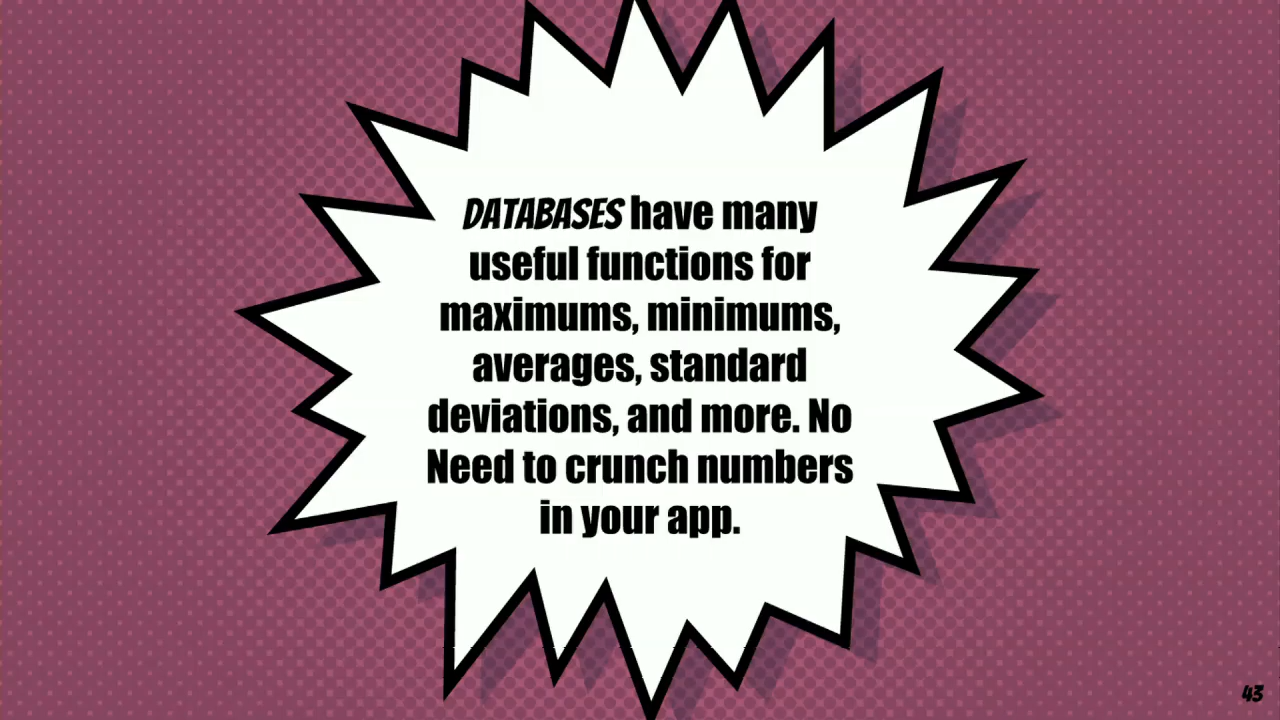 DATABASES have many
useful functions for
maximums, minimums,
averages, standard
deviations, and more. No
Need to crunch numbers
in your app.
43